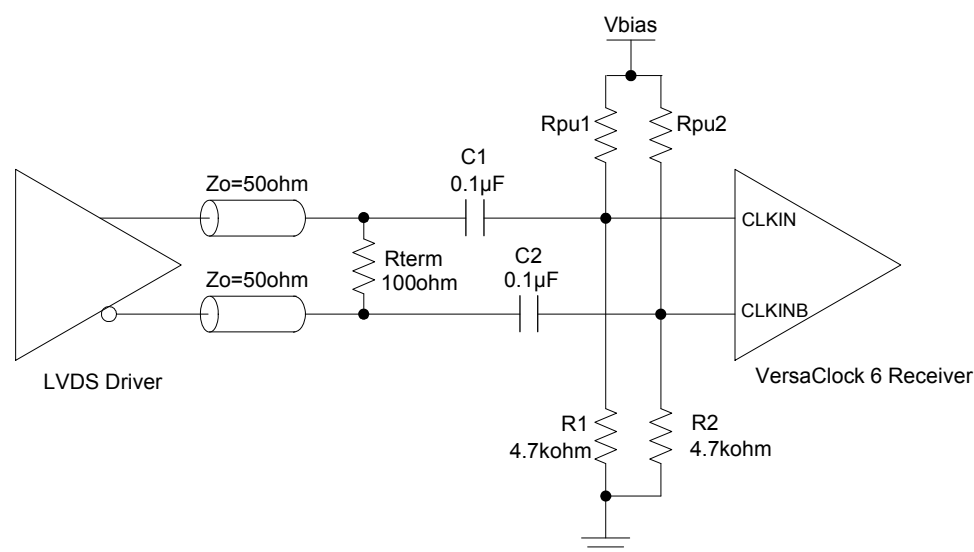 Vbias
Rpu1
Rpu2
C1
0.1µF
Zo=50ohm
CLKIN
Rterm
100ohm
C2
0.1µF
Zo=50ohm
CLKINB
LVDS Driver
VersaClock 6 Receiver
R1
4.7kohm
R2
4.7kohm